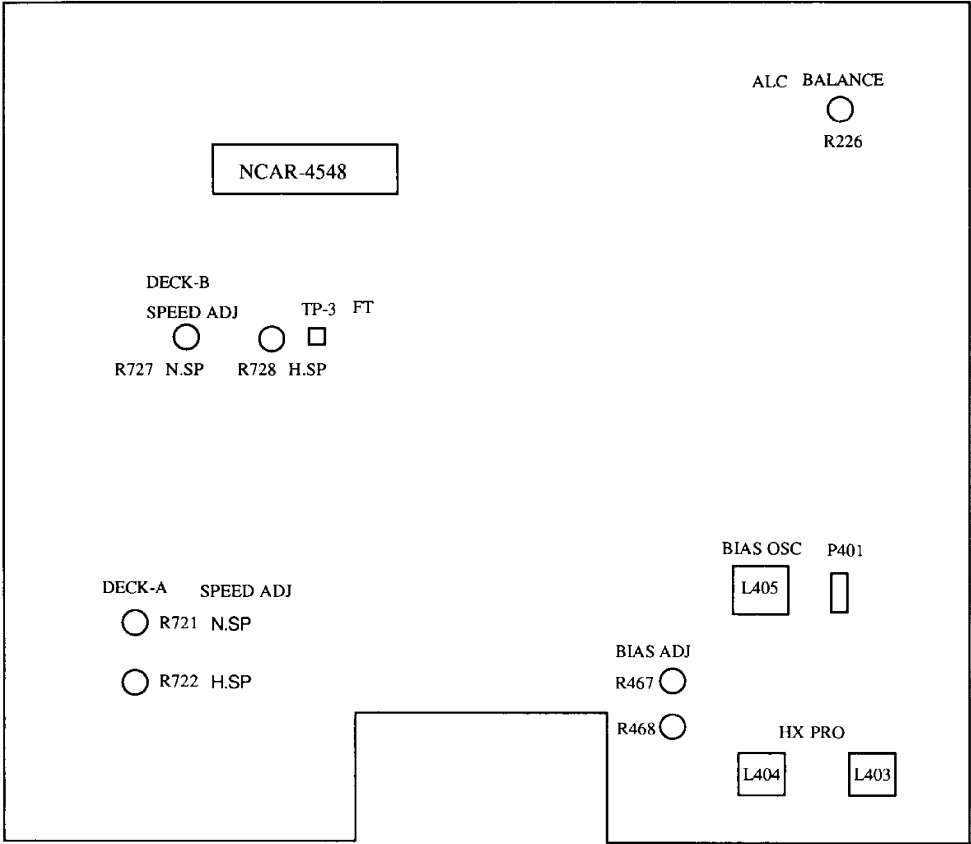 ALC BALANCE
R226
NCAR-4548
DECK-B
SPEED ADJ
TP-3 FT
R727 N.SP R728 H.SP
BIAS OSC P401
L405
DECK-A SPEED ADJ
R721 N.SP
R722 H.SP
BIAS ADJ
R467
R468
HX PRO
L404 L403